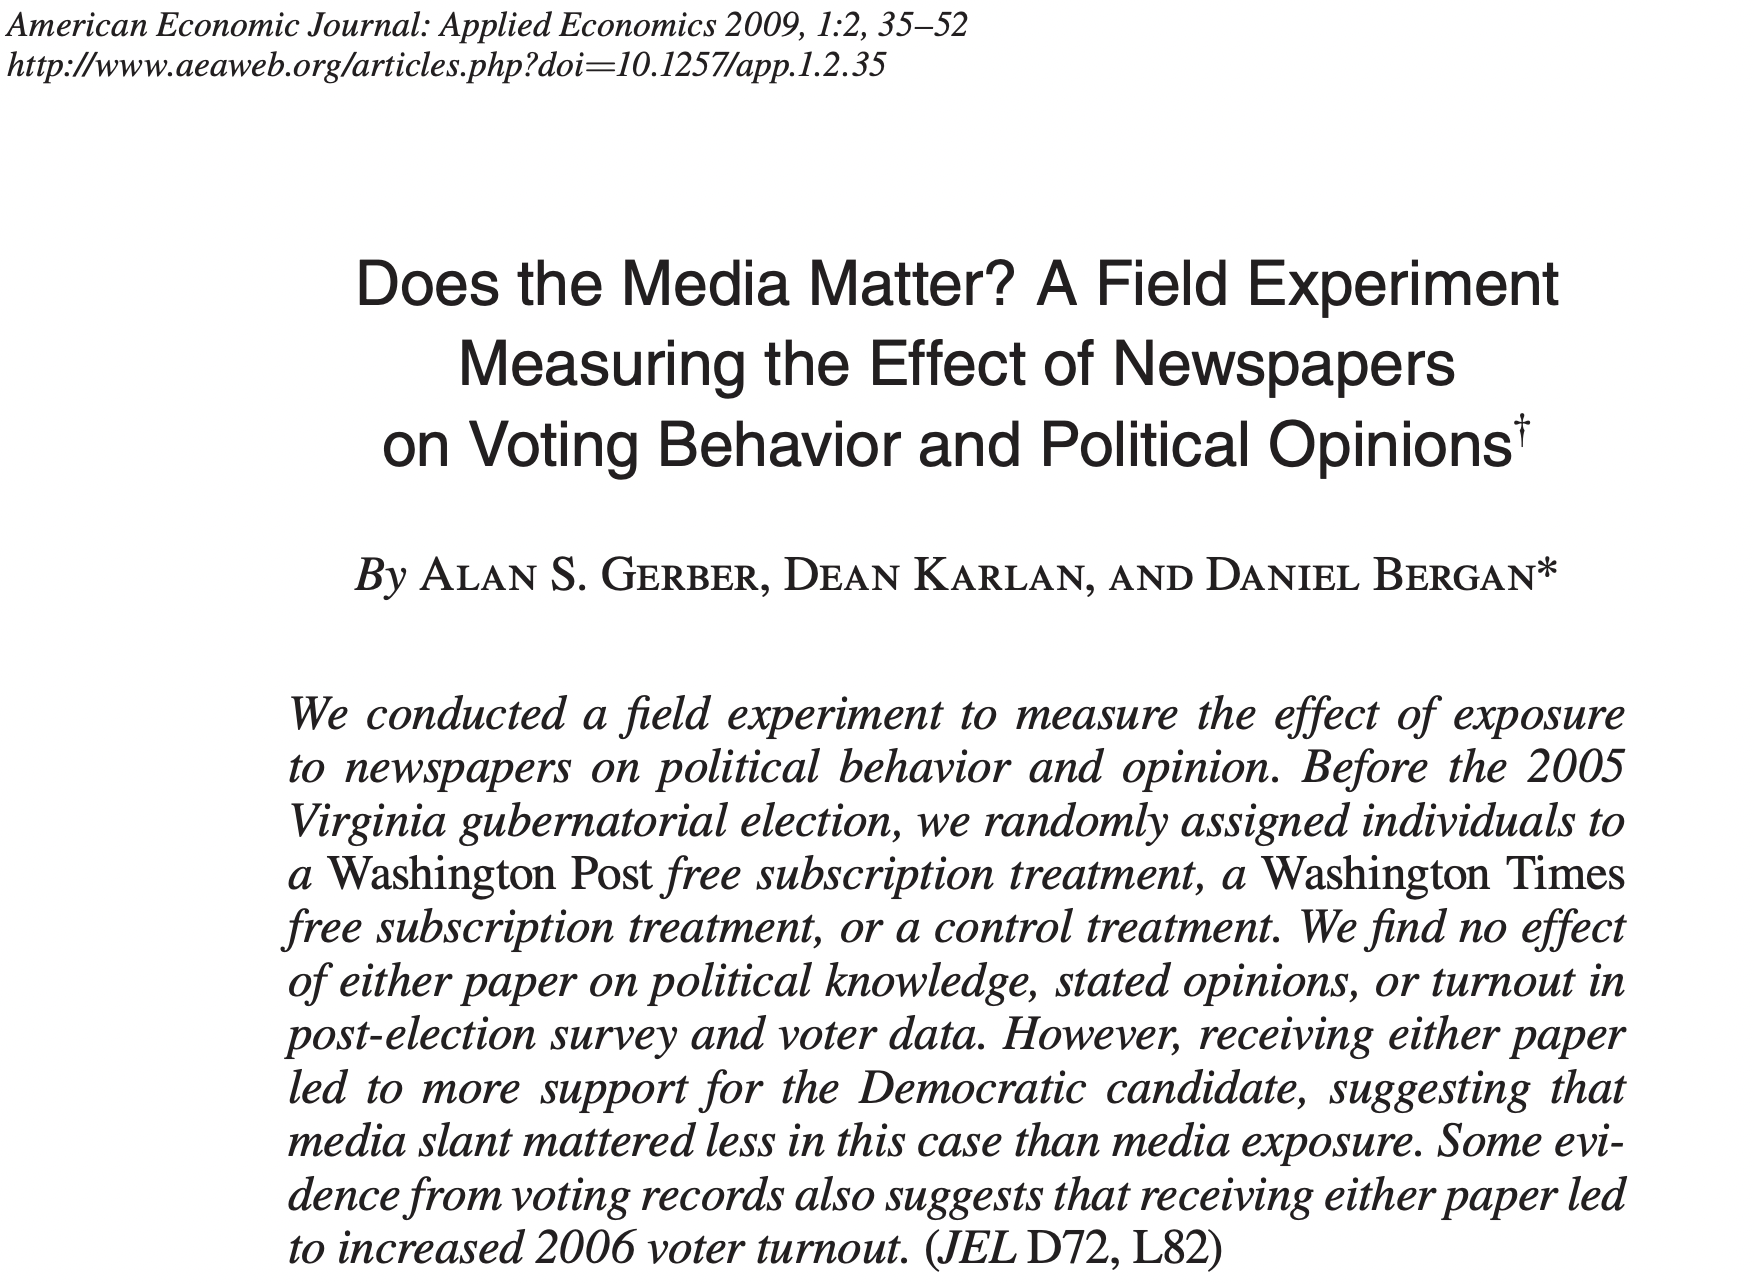 American Economic Journal: Applied Economics 2009, 1:2, 35–52
http://www.aeaweb.org/articles.php?doi=10.1257/app.1.2.35
Does the Media Matter? A Field Experiment
Measuring the Effect of Newspapers
on Voting Behavior and Political Opinions†
By Alan S. Gerber, Dean Karlan, and Daniel Bergan*
We conducted a field experiment to measure the effect of exposure
to newspapers on political behavior and opinion. Before the 2005
Virginia gubernatorial election, we randomly assigned individuals to
a Washington Post free subscription treatment, a Washington Times
free subscription treatment, or a control treatment. We find no effect
of either paper on political knowledge, stated opinions, or turnout in
post-election survey and voter data. However, receiving either paper
led to more support for the Democratic candidate, suggesting that
media slant mattered less in this case than media exposure. Some evi-
dence from voting records also suggests that receiving either paper led
to increased 2006 voter turnout. (JEL D72, L82)